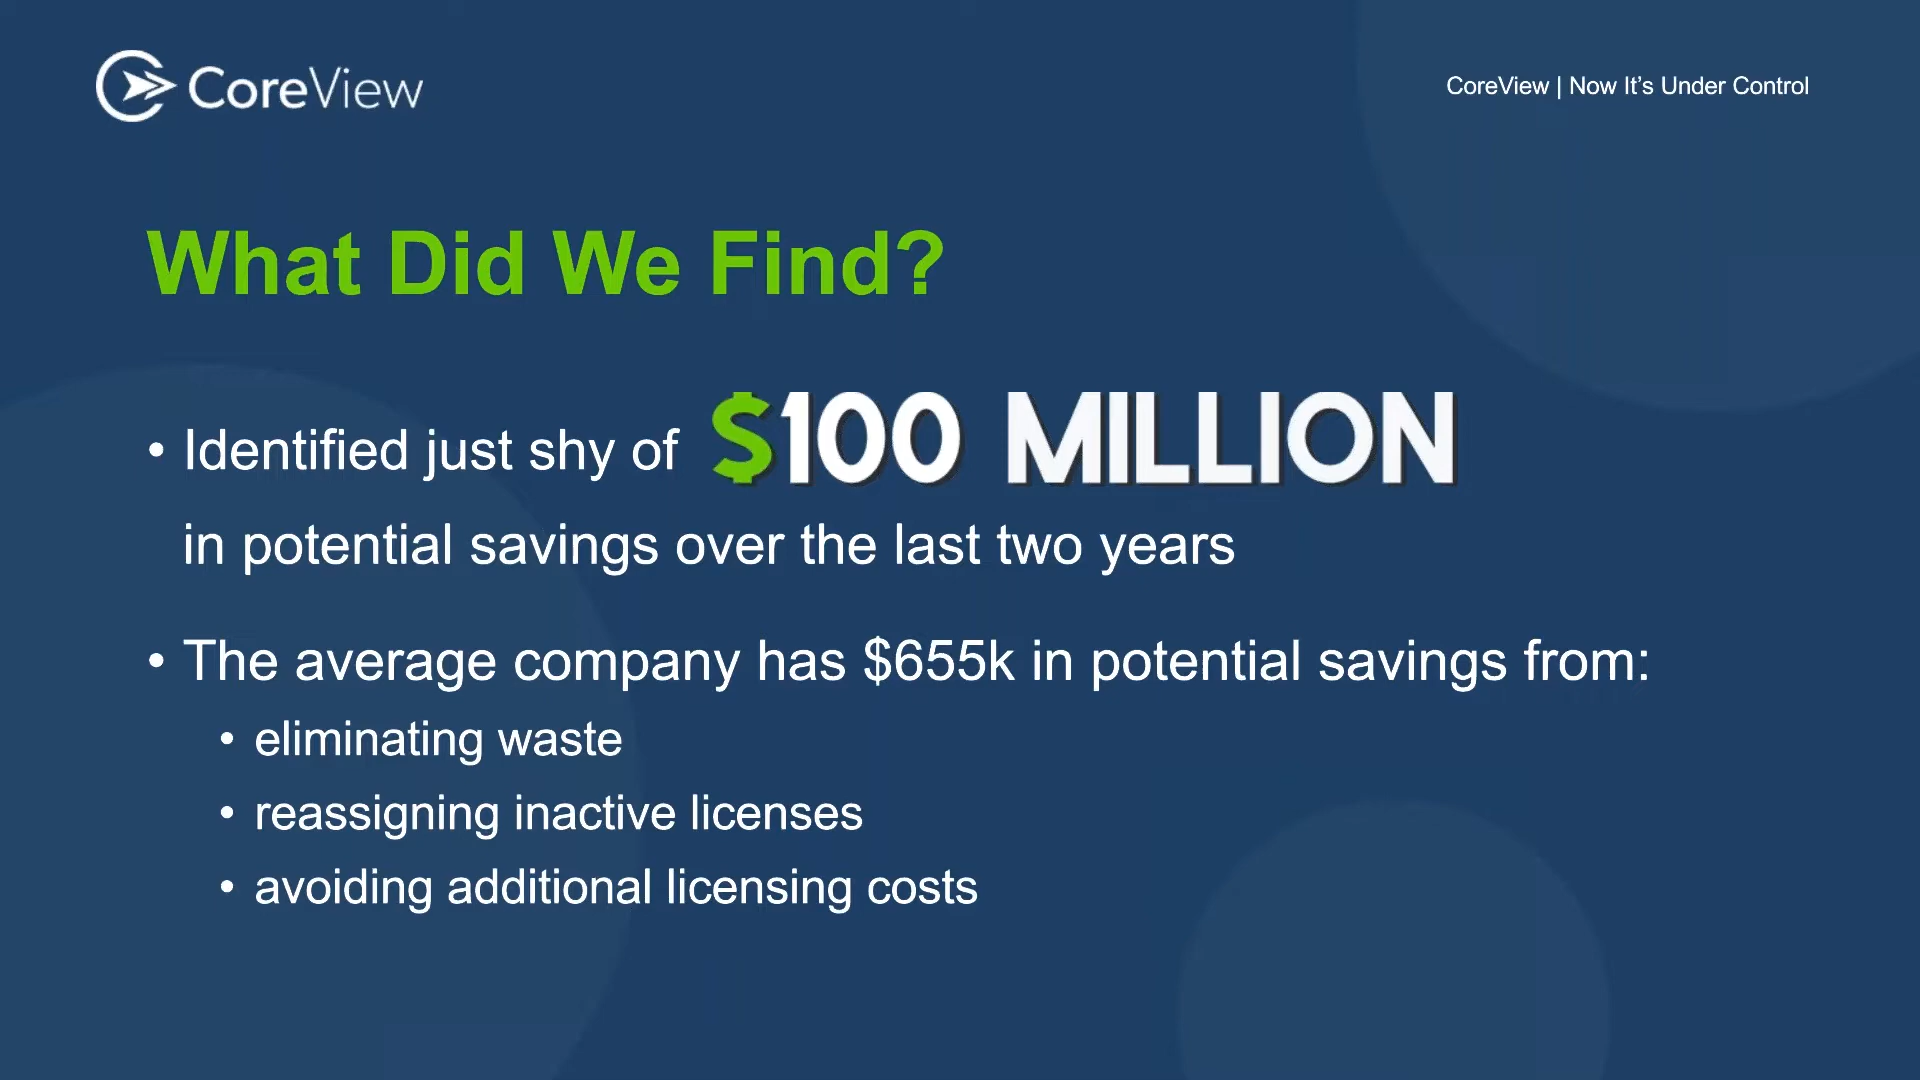 CoreView
CoreView | Now It’s Under Control
What Did We Find?
• Identified just shy of $100 MILLION
in potential savings over the last two years
• The average company has $655k in potential savings from:
• eliminating waste
• reassigning inactive licenses
• avoiding additional licensing costs